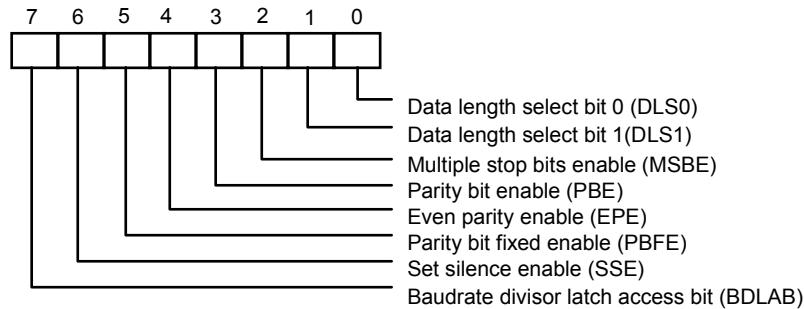 7 6 5 4 3 2 1 0
Data length select bit 0 (DLS0)
Data length select bit 1(DLS1)
Multiple stop bits enable (MSBE)
Parity bit enable (PBE)
Even parity enable (EPE)
Parity bit fixed enable (PBFE)
Set silence enable (SSE)
Baudrate divisor latch access bit (BDLAB)